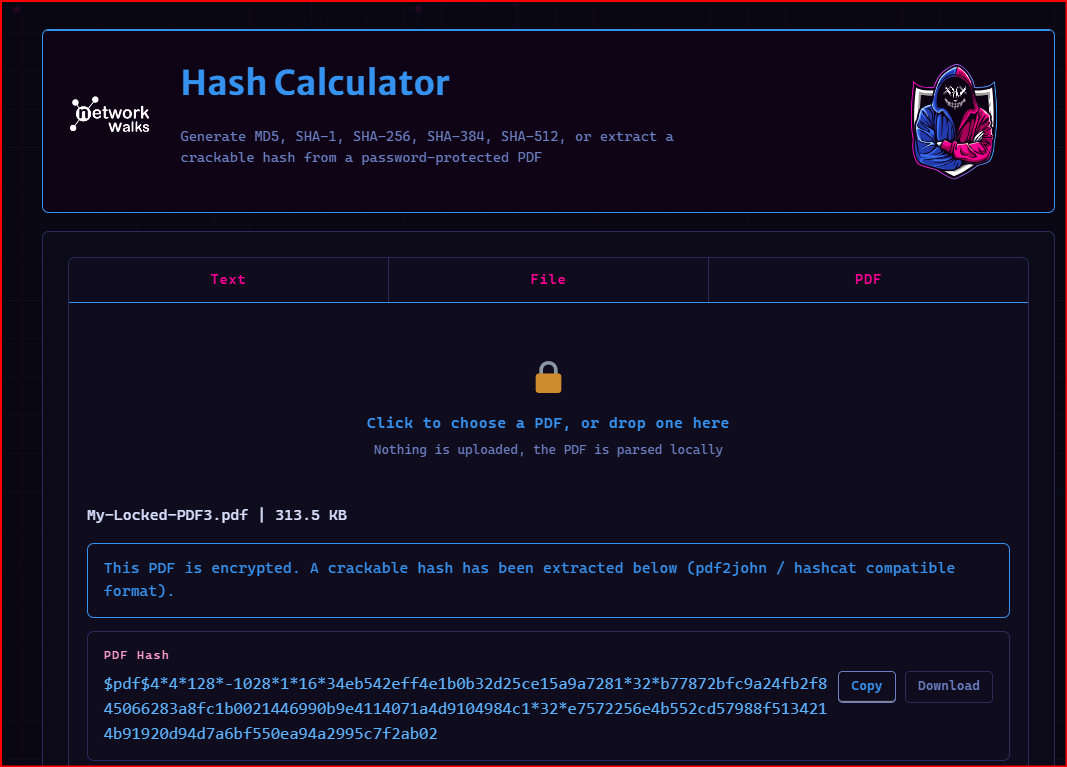 Hash Calculator
network
Walks
Generate MD5, SHA-1, SHA-256, SHA-384, SHA-512, or extract a
crackable hash from a password-protected PDF
Text
File
PDF
Click to choose a PDF, or drop one here
Nothing is uploaded, the PDF is parsed locally
My-Locked-PDF3.pdf | 313.5 KB
This PDF is encrypted. A crackable hash has been extracted below (pdf2john / hashcat compatible
format).
PDF Hash
$pdf$4*4*128*-1028*1*16*34eb542eff4e1b0b32d25ce15a9a7281*32*b77872bfc9a24fb2f8
45066283a8fc1b0021446990b9e4114071a4d9104984c1*32*e7572256e4b552cd57988f513421
4b91920d94d7a6bf550ea94a2995c7f2ab02
Copy
Download